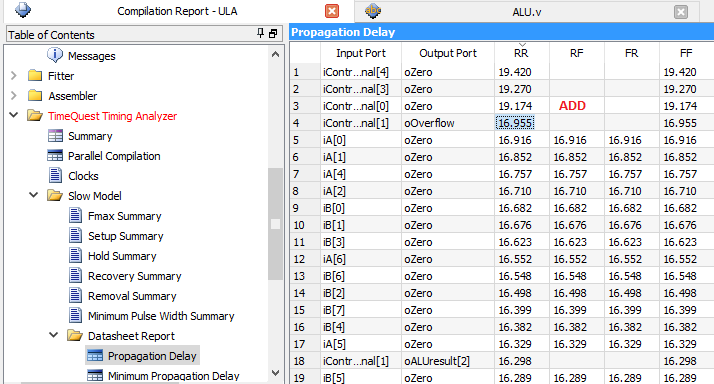 Compilation Report - ULA
ALU.v
Table of Contents
Messages
Fitter
Assembler
TimeQuest Timing Analyzer
Summary
Parallel Compilation
Clocks
Slow Model
Fmax Summary
Setup Summary
Hold Summary
Recovery Summary
Removal Summary
Minimum Pulse Width Summary
Datasheet Report
Propagation Delay
Minimum Propagation Delay
Propagation Delay
Input Port Output Port RR RF FR FF
1 iContr...nal[4] oZero 19.420 19.420
2 iContr...nal[3] oZero 19.270 19.270
3 iContr...nal[0] oZero 19.174 ADD 19.174
4 iContr...nal[1] oOverflow 16.955 16.955
5 iA[0] oZero 16.916 16.916 16.916 16.916
6 iA[1] oZero 16.852 16.852 16.852 16.852
7 iA[4] oZero 16.757 16.757 16.757 16.757
8 iA[2] oZero 16.710 16.710 16.710 16.710
9 iB[0] oZero 16.682 16.682 16.682 16.682
10 iB[1] oZero 16.626 16.626 16.626 16.626
11 iB[3] oZero 16.623 16.623 16.623 16.623
12 iA[6] oZero 16.552 16.552 16.552 16.552
13 iB[6] oZero 16.548 16.548 16.548 16.548
14 iB[2] oZero 16.498 16.498 16.498 16.498
15 iB[7] oZero 16.399 16.399 16.399 16.399
16 iB[4] oZero 16.382 16.382 16.382 16.382
17 iA[5] oZero 16.329 16.329 16.329 16.329
18 iContr...nal[1] oALUresult[2] 16.298 16.298
19 iB[5] oZero 16.289 16.289 16.289 16.289